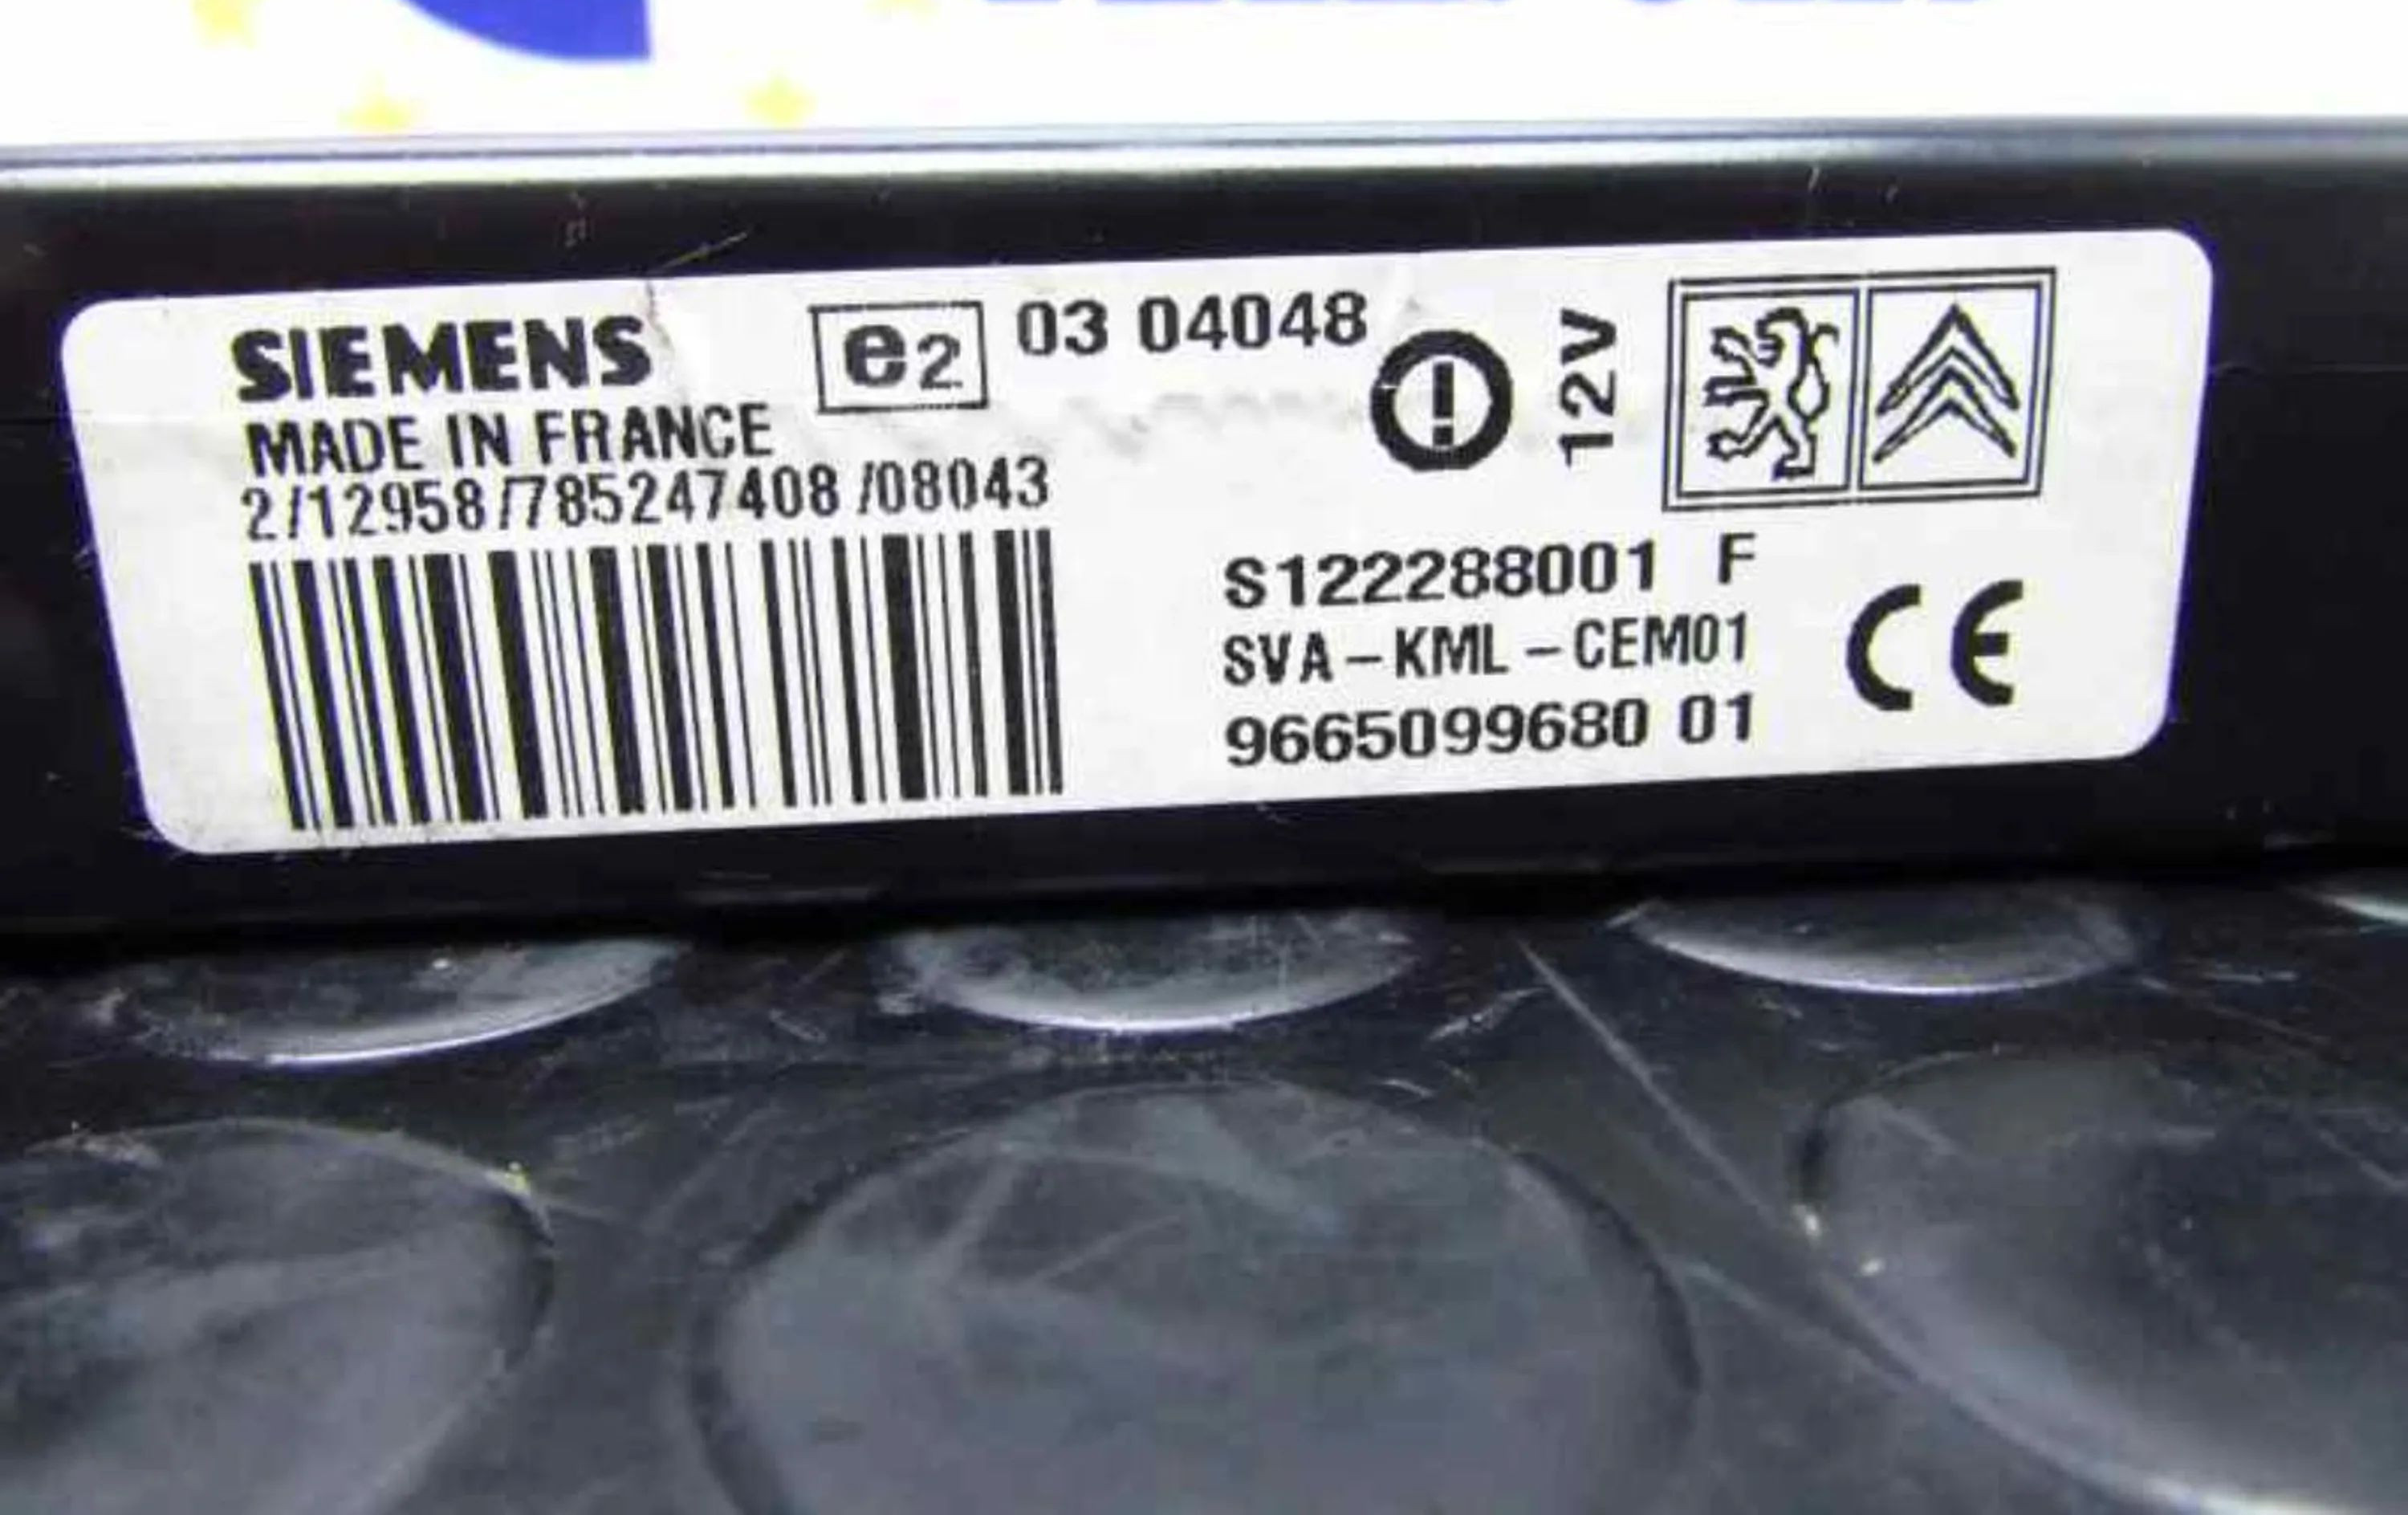 SIEMENS
e2 03 04048
MADE IN FRANCE
2/12958/785247408/08043
12V
S122288001 F
SVA-KML-CEM01
9665099680 01
CE